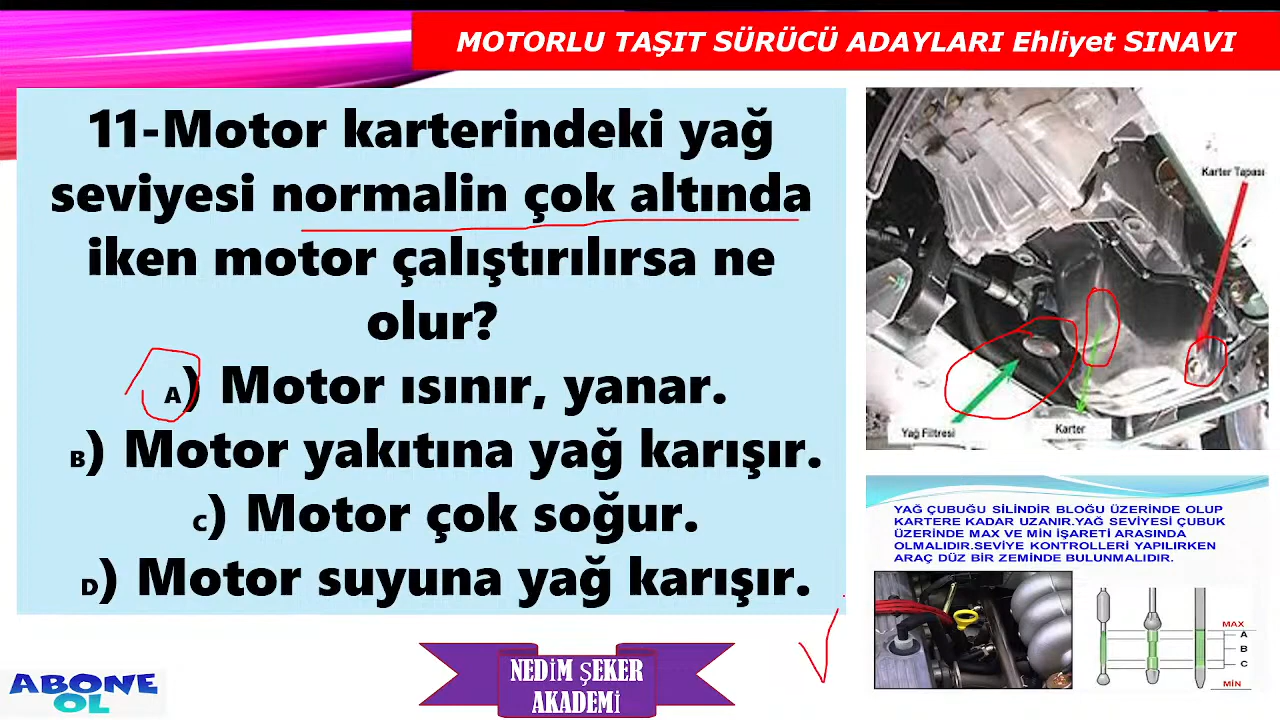 MOTORLU TAŞIT SÜRÜCÜ ADAYLARI Ehliyet SINAVI
11-Motor karterindeki yağ
seviyesi normalin çok altında
iken motor çalıştırılırsa ne
olur?
A) Motor ısınır, yanar.
B) Motor yakıtına yağ karışır.
C) Motor çok soğur.
D) Motor suyuna yağ karışır.
Karter Tapası
Yağ Filtresi
Karter
YAĞ ÇUBUĞU SİLİNDİR BLOĞU ÜZERİNDE OLUP
KARTERE KADAR UZANIR.YAĞ SEVİYESİ ÇUBUK
ÜZERİNDE MAX VE MİN İŞARETİ ARASINDA
OLMALIDIR.SEVİYE KONTROLLERİ YAPILIRKEN
ARAÇ DÜZ BİR ZEMİNDE BULUNMALIDIR.
MAX
A
B
C
MİN
NEDİM ŞEKER
AKADEMİ
ABONE
OL